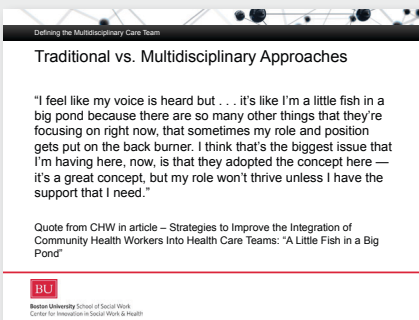 Defining the Multidisciplinary Care Team
Traditional vs. Multidisciplinary Approaches
“I feel like my voice is heard but . . . it’s like I’m a little fish in a
big pond because there are so many other things that they’re
focusing on right now, that sometimes my role and position
gets put on the back burner. I think that’s the biggest issue that
I’m having here, now, is that they adopted the concept here —
it’s a great concept, but my role won’t thrive unless I have the
support that I need.”
Quote from CHW in article – Strategies to Improve the Integration of
Community Health Workers Into Health Care Teams: “A Little Fish in a Big
Pond”
BU
Boston University School of Social Work
Center for Innovation in Social Work & Health